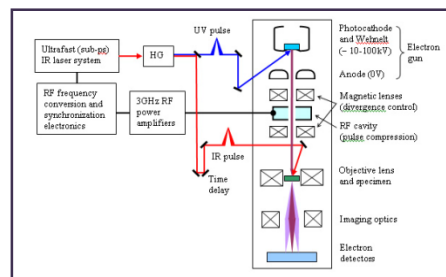 UV pulse
Ultrafast (sub-ps)
IR laser system
HG
RF frequency
conversion and
synchronization
electronics
3GHz RF
power
amplifiers
IR pulse
Time
delay
Photocathode
and Wehnelt
(~ 10-100kV)
Electron
gun
Anode (0V)
Magnetic lenses
(divergence control)
RF cavity
(pulse compression)
Objective lens
and specimen
Imaging optics
Electron
detectors